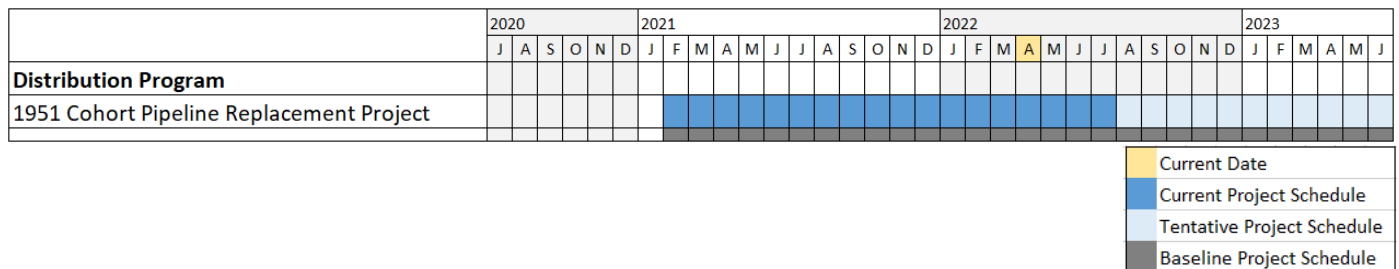 2020 2021 2022 2023
J A S O N D J F M A M J J A S O N D J F M A M J J A S O N D J F M A M J
Distribution Program
1951 Cohort Pipeline Replacement Project
Current Date
Current Project Schedule
Tentative Project Schedule
Baseline Project Schedule